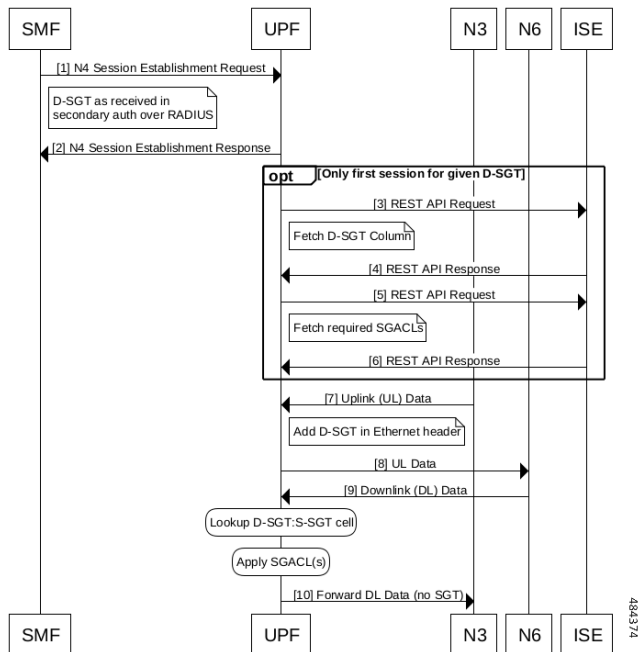 SMF UPF N3 N6 ISE
[1] N4 Session Establishment Request
D-SGT as received in
secondary auth over RADIUS
[2] N4 Session Establishment Response
opt [Only first session for given D-SGT]
[3] REST API Request
Fetch D-SGT Column
[4] REST API Response
[5] REST API Request
Fetch required SGACLs
[6] REST API Response
[7] Uplink (UL) Data
Add D-SGT in Ethernet header
[8] UL Data
[9] Downlink (DL) Data
Lookup D-SGT:S-SGT cell
Apply SGACL(s)
[10] Forward DL Data (no SGT)
SMF UPF N3 N6 ISE
484374